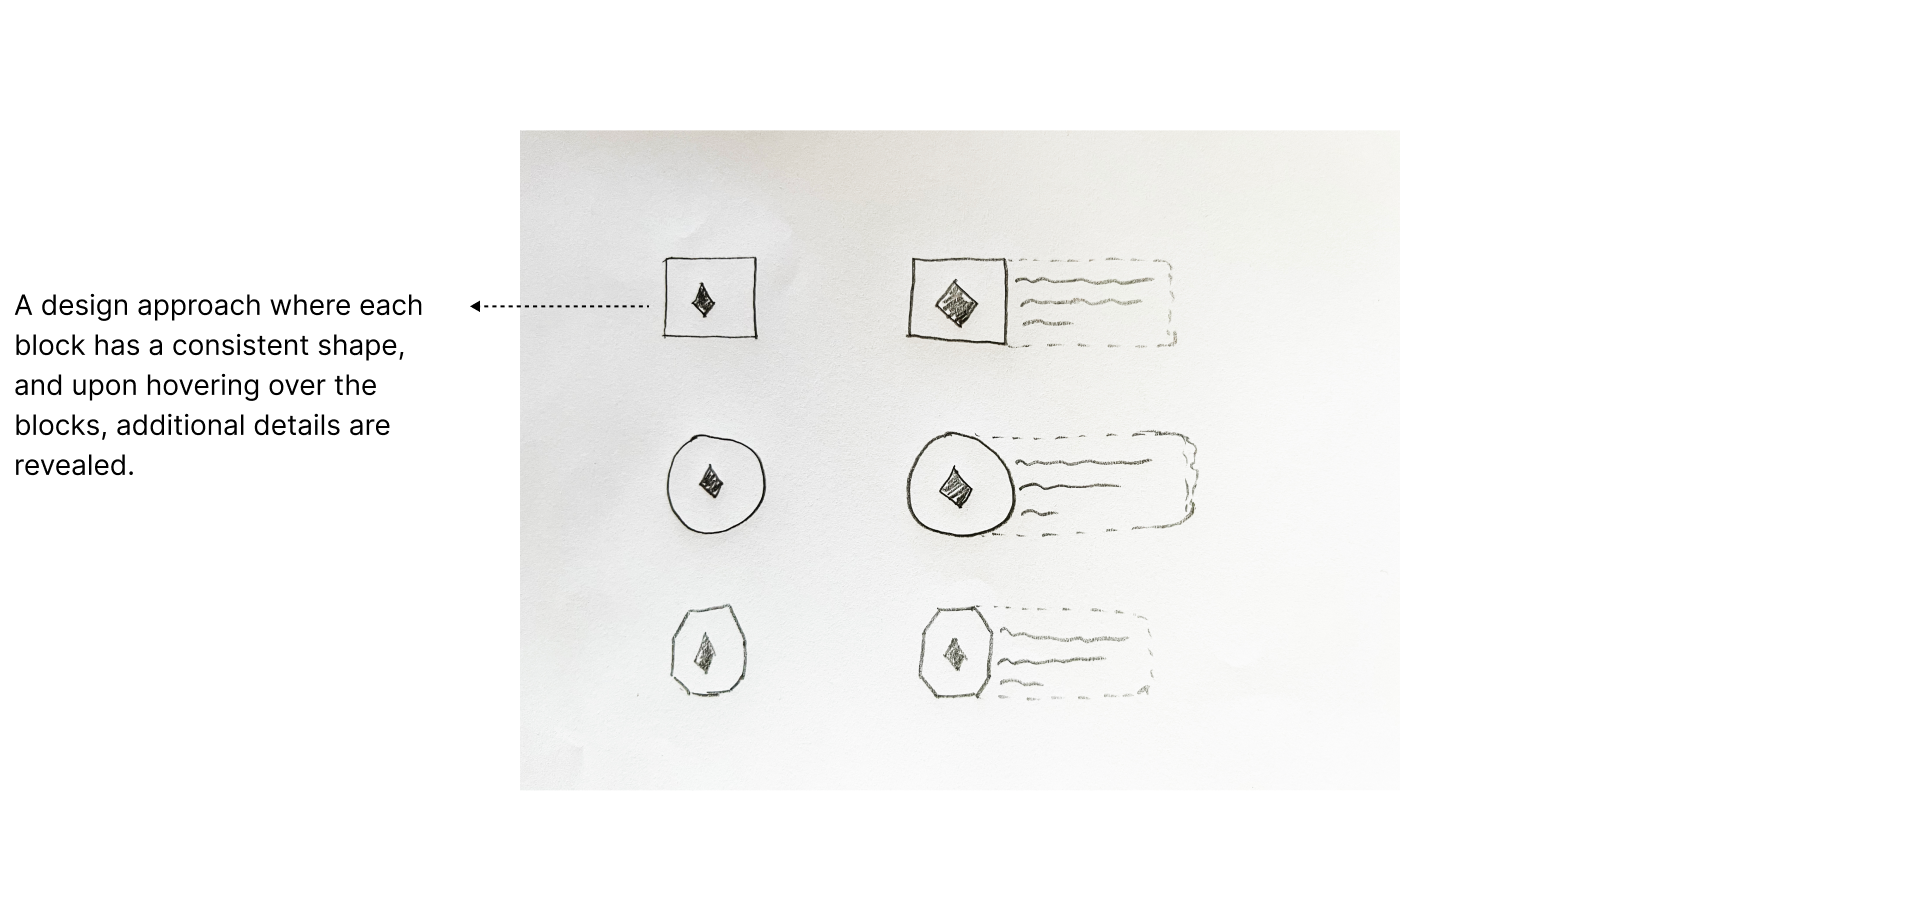 A design approach where each
block has a consistent shape,
and upon hovering over the
blocks, additional details are
revealed.